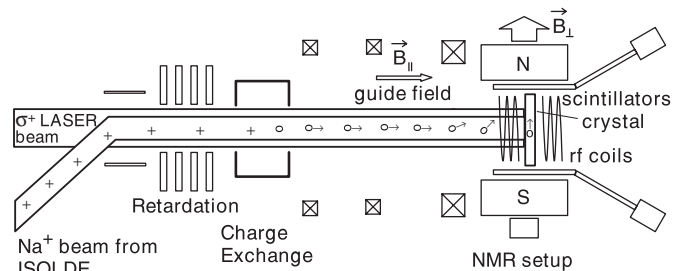 B⊥
N
B||
guide field
scintillators
crystal
σ+ LASER
beam
rf coils
S
Retardation
Na+ beam from
ISOLDE
Charge
Exchange
NMR setup